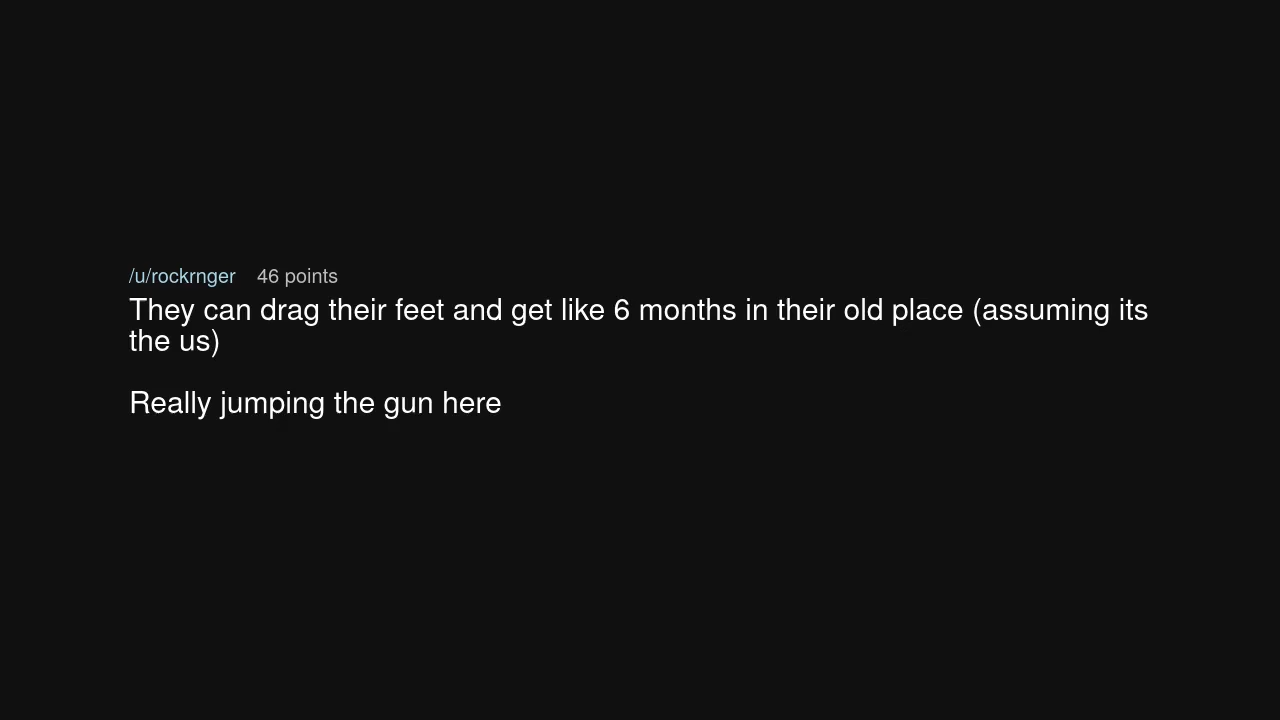 /u/rockrnger 46 points
They can drag their feet and get like 6 months in their old place (assuming its
the us)
Really jumping the gun here